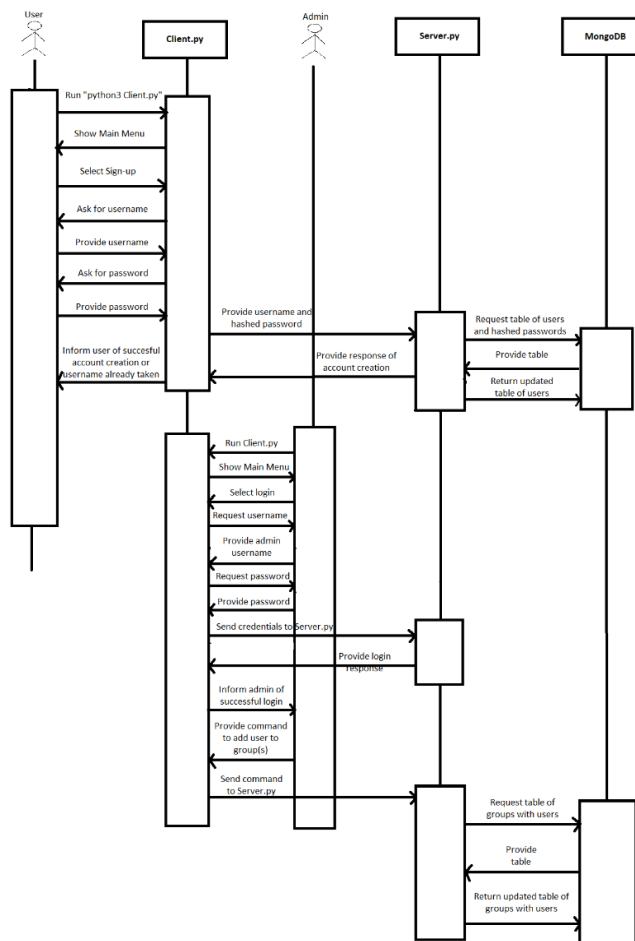 User
Admin
Client.py
Server.py
MongoDB
Run "python3 Client.py"
Show Main Menu
Select Sign-up
Ask for username
Provide username
Ask for password
Provide password
Provide username and
hashed password
Request table of users
and hashed passwords
Provide table
Provide response of
account creation
Inform user of succesful
account creation or
username already taken
Return updated
table of users
Run Client.py
Show Main Menu
Select login
Request username
Provide admin
username
Request password
Provide password
Send credentials to Server.py
Provide login
response
Inform admin of
successful login
Provide command
to add user to
group(s)
Send command
to Server.py
Request table of
groups with users
Provide
table
Return updated table of
groups with users